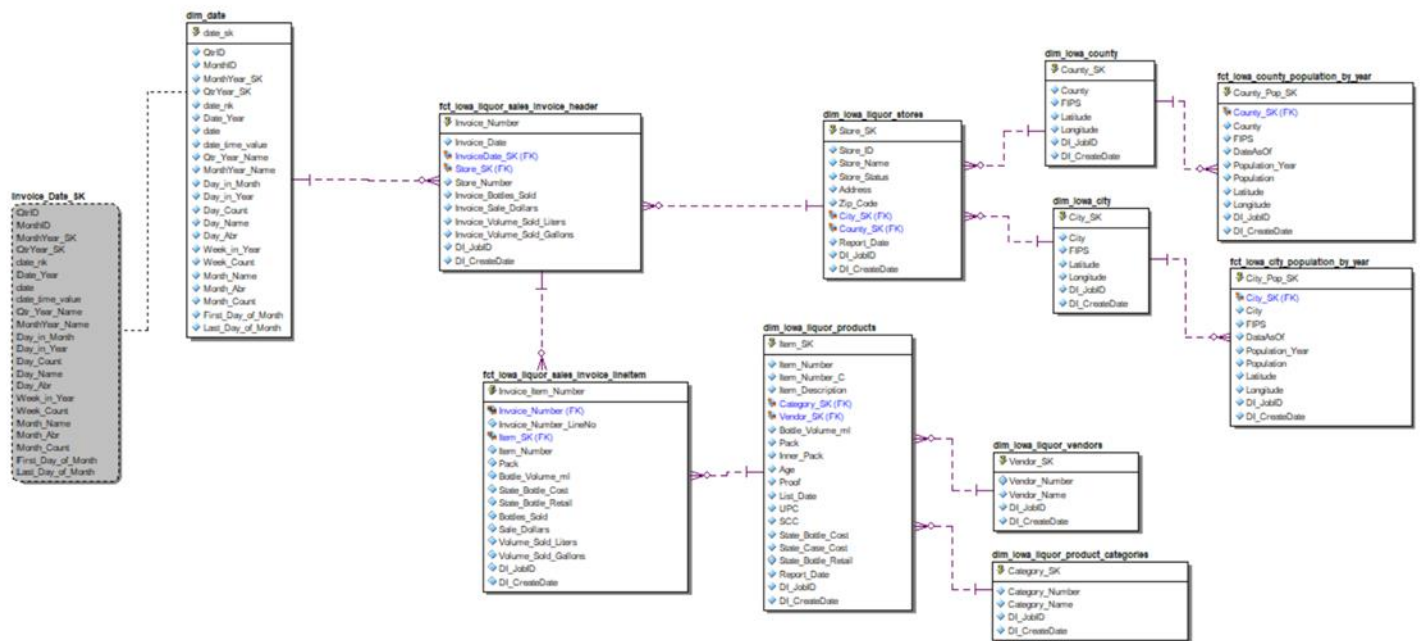 dim_date
date_sk
QtrID
MonthID
MonthYear_SK
QtrYear_SK
date_nk
Date_Year
date
date_time_value
Qtr_Year_Name
MonthYear_Name
Day_in_Month
Day_in_Year
Day_Count
Day_Name
Day_Abr
Week_in_Year
Week_Count
Month_Name
Month_Abr
Month_Count
First_Day_of_Month
Last_Day_of_Month
Invoice_Date_SK
QtrID
MonthID
MonthYear_SK
QtrYear_SK
date_nk
Date_Year
date
date_time_value
Qtr_Year_Name
MonthYear_Name
Day_in_Month
Day_in_Year
Day_Count
Day_Name
Day_Abr
Week_in_Year
Week_Count
Month_Name
Month_Abr
Month_Count
First_Day_of_Month
Last_Day_of_Month
fct_iowa_liquor_sales_invoice_header
Invoice_Number
Invoice_Date
InvoiceDate_SK (FK)
Store_SK (FK)
Store_Number
Invoice_Bottles_Sold
Invoice_Sale_Dollars
Invoice_Volume_Sold_Liters
Invoice_Volume_Sold_Gallons
DI_JobID
DI_CreateDate
fct_iowa_liquor_sales_invoice_lineitem
Invoice_Item_Number
Invoice_Number (FK)
Invoice_Number_LineNo
Item_SK (FK)
Item_Number
Pack
Bottle_Volume_ml
State_Bottle_Cost
State_Bottle_Retail
Bottles_Sold
Sale_Dollars
Volume_Sold_Liters
Volume_Sold_Gallons
DI_JobID
DI_CreateDate
dim_iowa_liquor_stores
Store_SK
Store_ID
Store_Name
Store_Status
Address
Zip_Code
City_SK (FK)
County_SK (FK)
Report_Date
DI_JobID
DI_CreateDate
dim_iowa_liquor_products
Item_SK
Item_Number
Item_Number_C
Item_Description
Category_SK (FK)
Vendor_SK (FK)
Bottle_Volume_ml
Pack
Inner_Pack
Age
Proof
List_Date
UPC
SCC
State_Bottle_Cost
State_Case_Cost
State_Bottle_Retail
Report_Date
DI_JobID
DI_CreateDate
dim_iowa_county
County_SK
County
FIPS
Latitude
Longitude
DI_JobID
DI_CreateDate
dim_iowa_city
City_SK
City
FIPS
Latitude
Longitude
DI_JobID
DI_CreateDate
fct_iowa_county_population_by_year
County_Pop_SK
County_SK (FK)
County
FIPS
DataAsOf
Population_Year
Population
Latitude
Longitude
DI_JobID
DI_CreateDate
fct_iowa_city_population_by_year
City_Pop_SK
City_SK (FK)
City
FIPS
DataAsOf
Population_Year
Population
Latitude
Longitude
DI_JobID
DI_CreateDate
dim_iowa_liquor_vendors
Vendor_SK
Vendor_Number
Vendor_Name
DI_JobID
DI_CreateDate
dim_iowa_liquor_product_categories
Category_SK
Category_Number
Category_Name
DI_JobID
DI_CreateDate